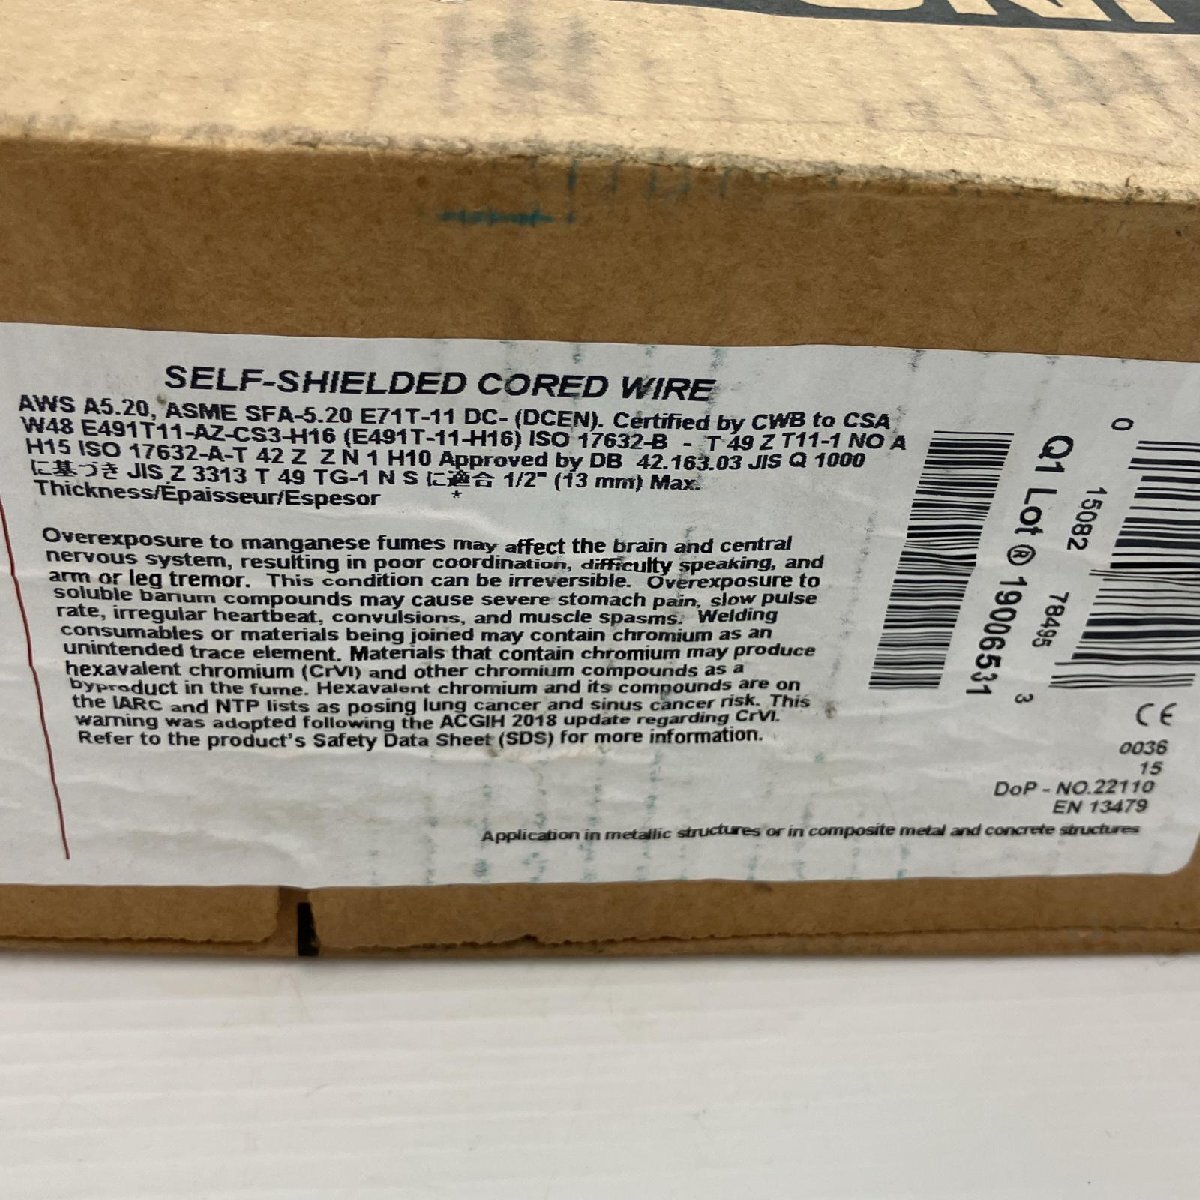 SELF-SHIELDED CORED WIRE
AWS A5.20, ASME SFA-5.20 E71T-11 DC- (DCEN). Certified by CWB to CSA
W48 E491T11-AZ-CS3-H16 (E491T-11-H16) ISO 17632-B - T 49 Z T11-1 NO A
H15 ISO 17632-A-T 42 Z Z N 1 H10 Approved by DB 42.163.03 JIS Q 1000
に基づき JIS Z 3313 T 49 TG-1 N S に適合 1/2" (13 mm) Max.
Thickness/Épaisseur/Espesor *
Overexposure to manganese fumes may affect the brain and central
nervous system, resulting in poor coordination, difficulty speaking, and
arm or leg tremor. This condition can be irreversible. Overexposure to
soluble barium compounds may cause severe stomach pain, slow pulse
rate, irregular heartbeat, convulsions, and muscle spasms. Welding
consumables or materials being joined may contain chromium as an
unintended trace element. Materials that contain chromium may produce
hexavalent chromium (CrVI) and other chromium compounds as a
byproduct in the fume. Hexavalent chromium and its compounds are on
the IARC and NTP lists as posing lung cancer and sinus cancer risk. This
warning was adopted following the ACGIH 2018 update regarding CrVI.
Refer to the product's Safety Data Sheet (SDS) for more information.
Q1 Lot ® 19006531
0 15082 78495 3
CE
0036
15
DoP - NO.22110
EN 13479
Application in metallic structures or in composite metal and concrete structures